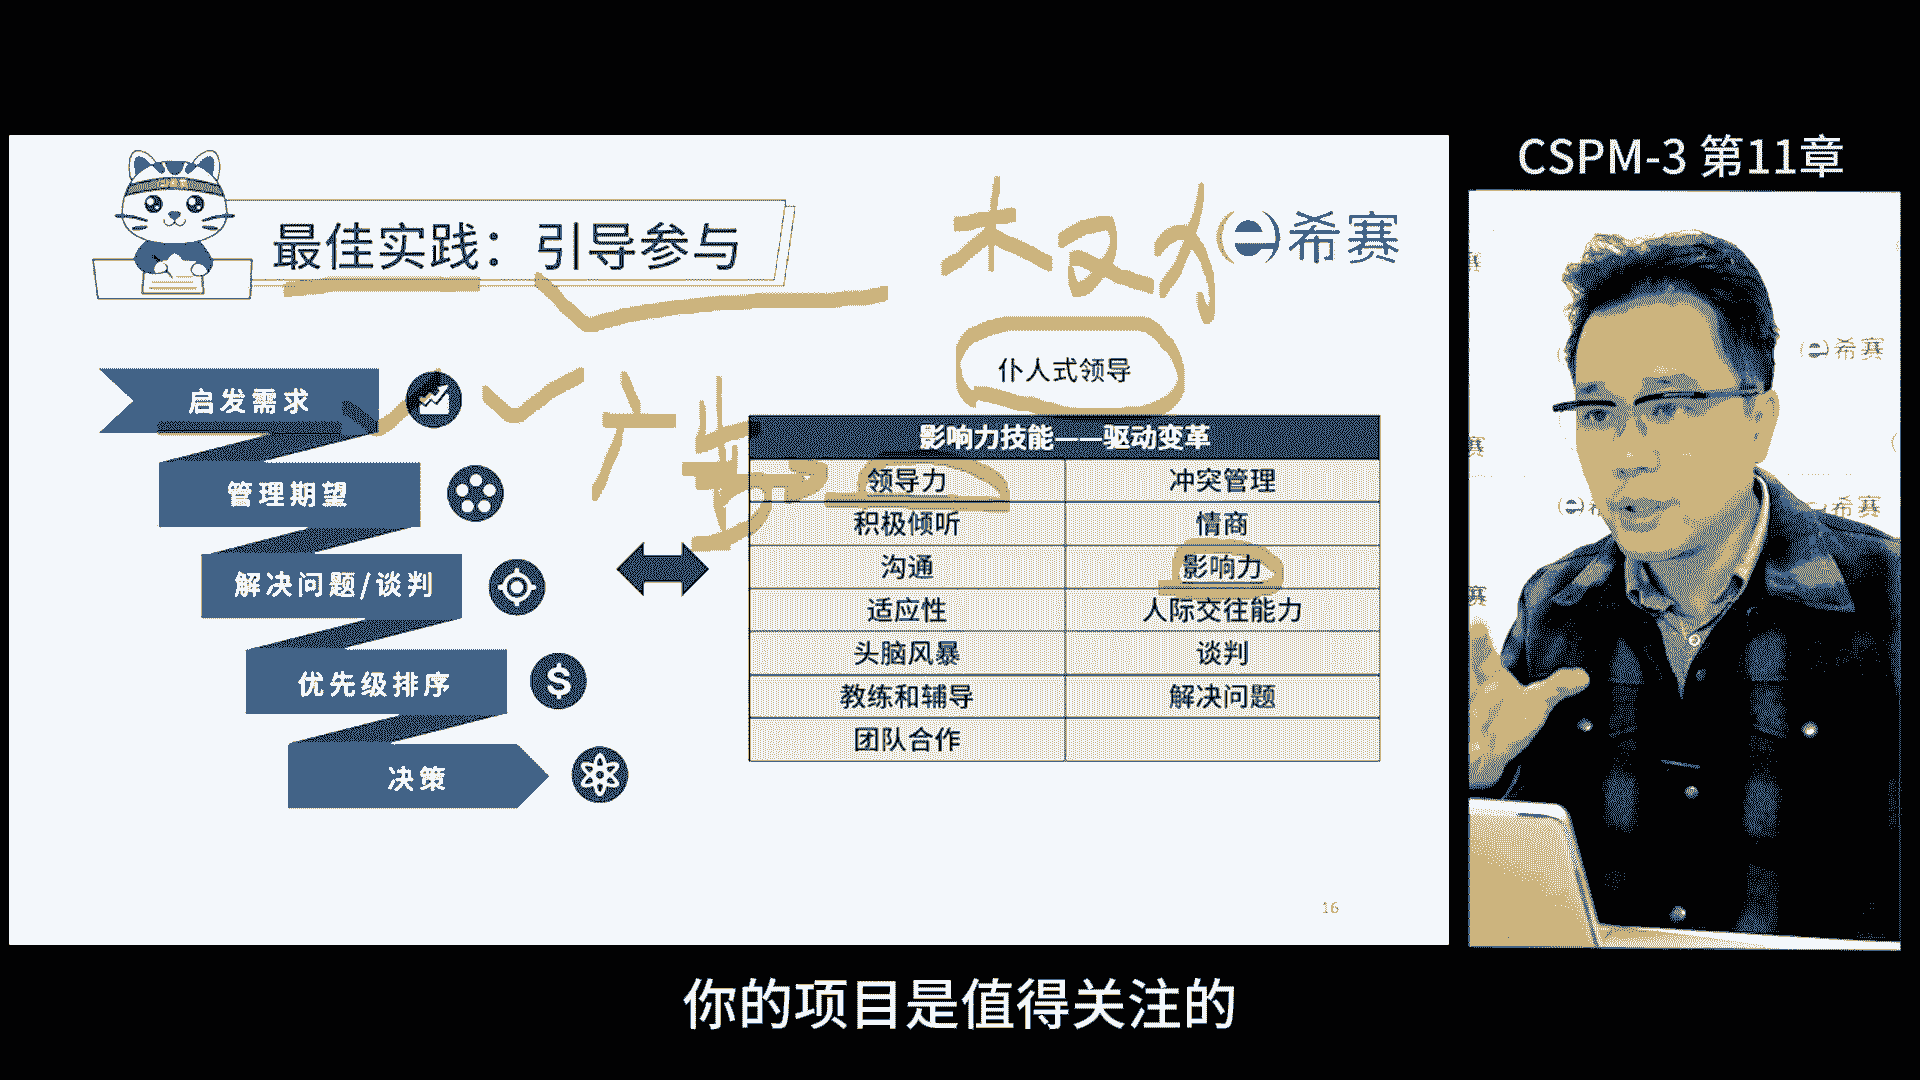 CSPM-3 第11章
最佳实践：引导参与
权力
希赛
仆人式领导
启发需求
管理期望
解决问题/谈判
优先级排序
决策
影响力技能——驱动变革
领导力 冲突管理
积极倾听 情商
沟通 影响力
适应性 人际交往能力
头脑风暴 谈判
教练和辅导 解决问题
团队合作
16
希赛
你的项目是值得关注的